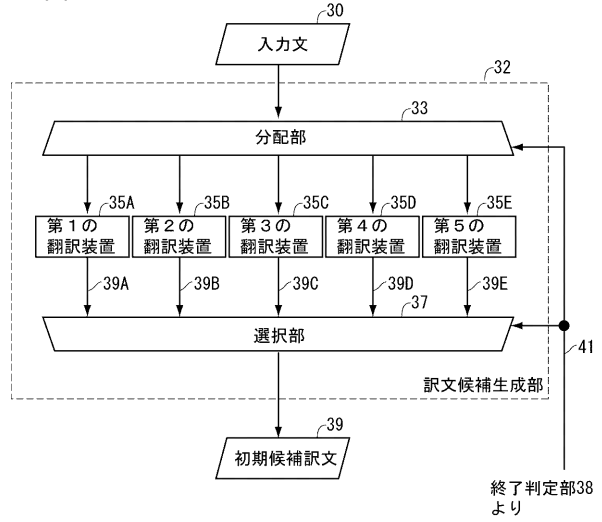 30
入力文
32
33
分配部
35A
35B
35C
35D
35E
第１の
翻訳装置
第２の
翻訳装置
第３の
翻訳装置
第４の
翻訳装置
第５の
翻訳装置
39A
39B
39C
39D
39E
37
選択部
41
訳文候補生成部
39
初期候補訳文
終了判定部38
より